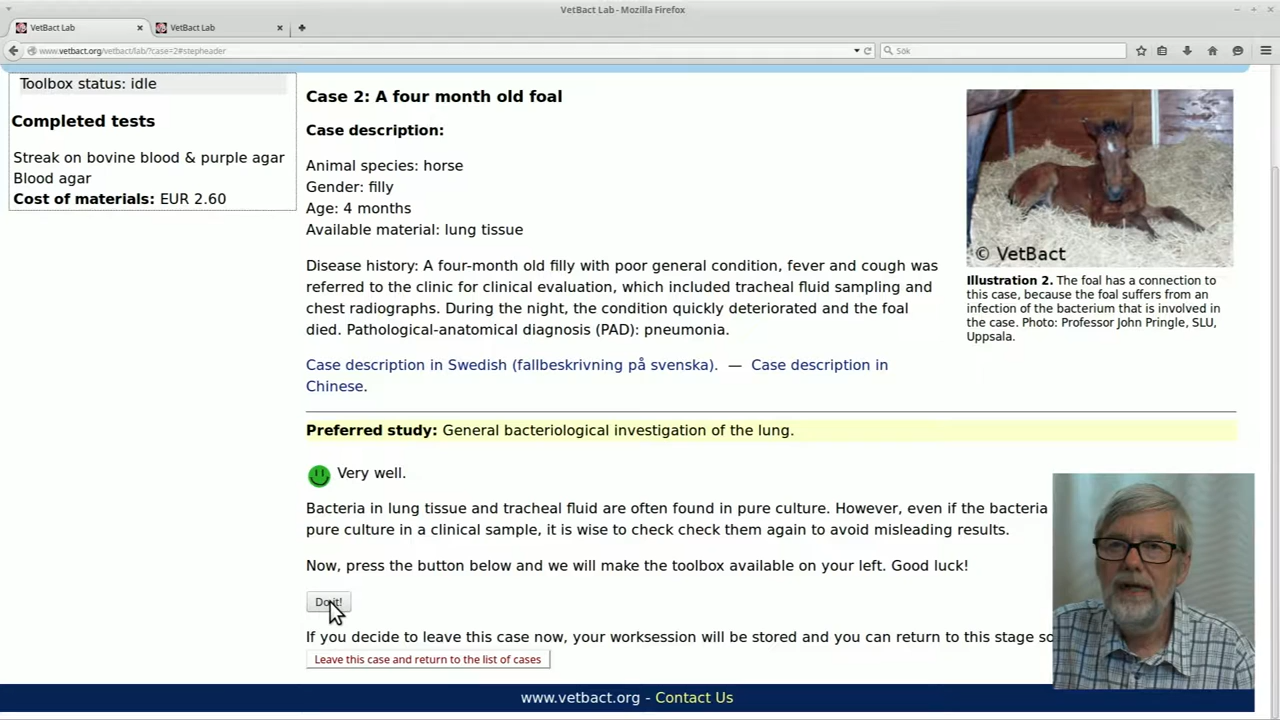 VetBact Lab - Mozilla Firefox
VetBact Lab
VetBact Lab
www.vetbact.org/vetbact/lab/?case=2#stepheader
Sök
Toolbox status: idle
Completed tests
Streak on bovine blood & purple agar
Blood agar
Cost of materials: EUR 2.60
Case 2: A four month old foal
Case description:
Animal species: horse
Gender: filly
Age: 4 months
Available material: lung tissue
Disease history: A four-month old filly with poor general condition, fever and cough was
referred to the clinic for clinical evaluation, which included tracheal fluid sampling and
chest radiographs. During the night, the condition quickly deteriorated and the foal
died. Pathological-anatomical diagnosis (PAD): pneumonia.
Case description in Swedish (fallbeskrivning på svenska). — Case description in
Chinese.
© VetBact
Illustration 2. The foal has a connection to
this case, because the foal suffers from an
infection of the bacterium that is involved in
the case. Photo: Professor John Pringle, SLU,
Uppsala.
Preferred study: General bacteriological investigation of the lung.
Very well.
Bacteria in lung tissue and tracheal fluid are often found in pure culture. However, even if the bacteria
pure culture in a clinical sample, it is wise to check check them again to avoid misleading results.
Now, press the button below and we will make the toolbox available on your left. Good luck!
Do it!
If you decide to leave this case now, your worksession will be stored and you can return to this stage so
Leave this case and return to the list of cases
www.vetbact.org - Contact Us